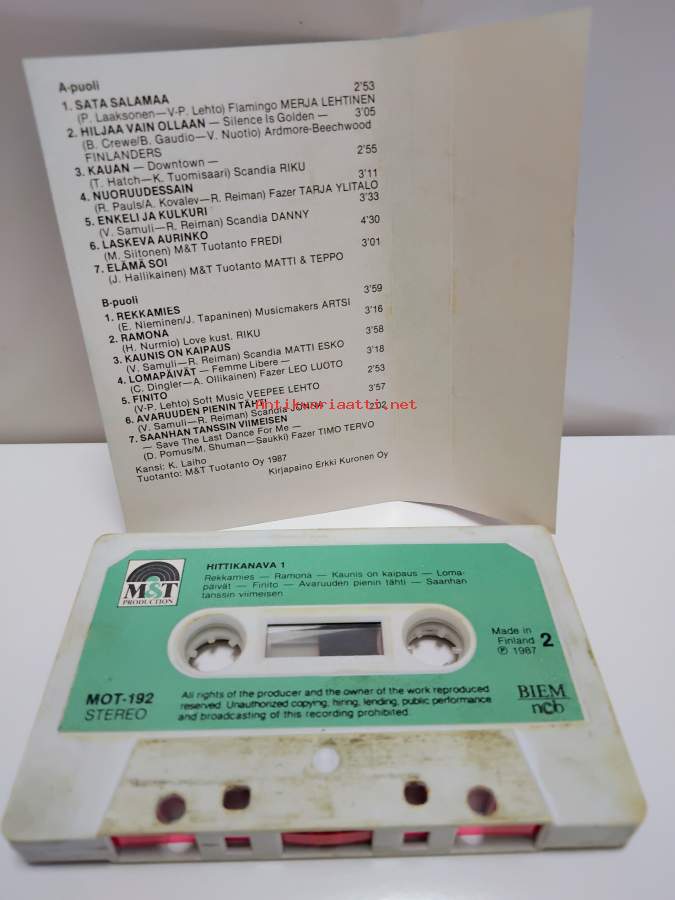 A-puoli
1. SATA SALAMAA 2'53
(P. Laaksonen—V-P. Lehto) Flamingo MERJA LEHTINEN
2. HILJAA VAIN OLLAAN — Silence Is Golden — 3'05
(B. Crewe/B. Gaudio—V. Nuotio) Ardmore-Beechwood
FINLANDERS
3. KAUAN — Downtown — 2'55
(T. Hatch—K. Tuomisaari) Scandia RIKU
4. NUORUUDESSAIN 3'11
(R. Pauls/A. Kovalev—R. Reiman) Fazer TARJA YLITALO
5. ENKELI JA KULKURI 3'33
(V. Samuli—R. Reiman) Scandia DANNY
6. LASKEVA AURINKO 4'30
(M. Siitonen) M&T Tuotanto FREDI
7. ELÄMÄ SOI 3'01
(J. Hallikainen) M&T Tuotanto MATTI & TEPPO
B-puoli
1. REKKAMIES 3'59
(E. Nieminen/J. Tapaninen) Musicmakers ARTSI
2. RAMONA 3'16
(H. Nurmio) Love kust. RIKU
3. KAUNIS ON KAIPAUS 3'58
(V. Samuli—R. Reiman) Scandia MATTI ESKO
4. LOMAPÄIVÄT — Femme Libere — 3'18
(C. Dingler—A. Ollikainen) Fazer LEO LUOTO
5. FINITO 2'53
(V-P. Lehto) Soft Music VEEPEE LEHTO
6. AVARUUDEN PIENIN TÄHTI 3'57
(V. Samuli—R. Reiman) Scandia JONNA
7. SAANHAN TANSSIN VIIMEISEN
— Save The Last Dance For Me —
(D. Pomus/M. Shuman—Saukki) Fazer TIMO TERVO
Kansi: K. Laiho
Tuotanto: M&T Tuotanto Oy 1987
Kirjapaino Erkki Kuronen Oy
Antikvariaatti.net
M&T
PRODUCTION
HITTIKANAVA 1
Rekkamies — Ramona — Kaunis on kaipaus — Loma-
päivät — Finito — Avaruuden pienin tähti — Saanhan
tanssin viimeisen
Made in
Finland
℗ 1987
2
MOT-192
STEREO
All rights of the producer and the owner of the work reproduced
reserved. Unauthorized copying, hiring, lending, public performance
and broadcasting of this recording prohibited.
BIEM
ncb